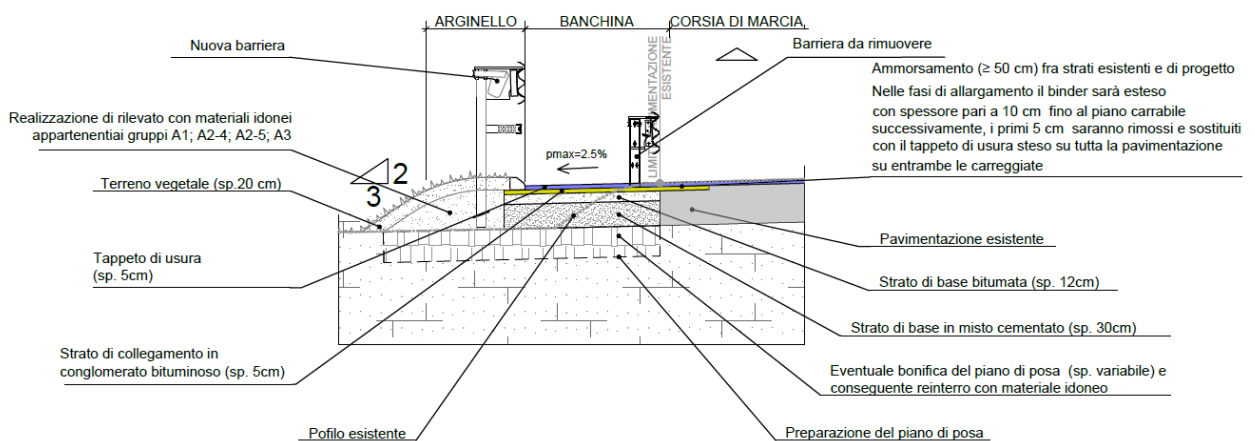 ARGINELLO
BANCHINA
CORSIA DI MARCIA
Nuova barriera
LIMITE PAVIMENTAZIONE
ESISTENTE
Barriera da rimuovere
Ammorsamento (≥ 50 cm) fra strati esistenti e di progetto
Nelle fasi di allargamento il binder sarà esteso
con spessore pari a 10 cm fino al piano carrabile
successivamente, i primi 5 cm saranno rimossi e sostituiti
con il tappeto di usura steso su tutta la pavimentazione
su entrambe le carreggiate
Realizzazione di rilevato con materiali idonei
appartenentiai gruppi A1; A2-4; A2-5; A3
pmax=2.5%
2
3
Terreno vegetale (sp.20 cm)
Pavimentazione esistente
Tappeto di usura
(sp. 5cm)
Strato di base bitumata (sp. 12cm)
Strato di base in misto cementato (sp. 30cm)
Strato di collegamento in
conglomerato bituminoso (sp. 5cm)
Eventuale bonifica del piano di posa (sp. variabile) e
conseguente reinterro con materiale idoneo
Pofilo esistente
Preparazione del piano di posa